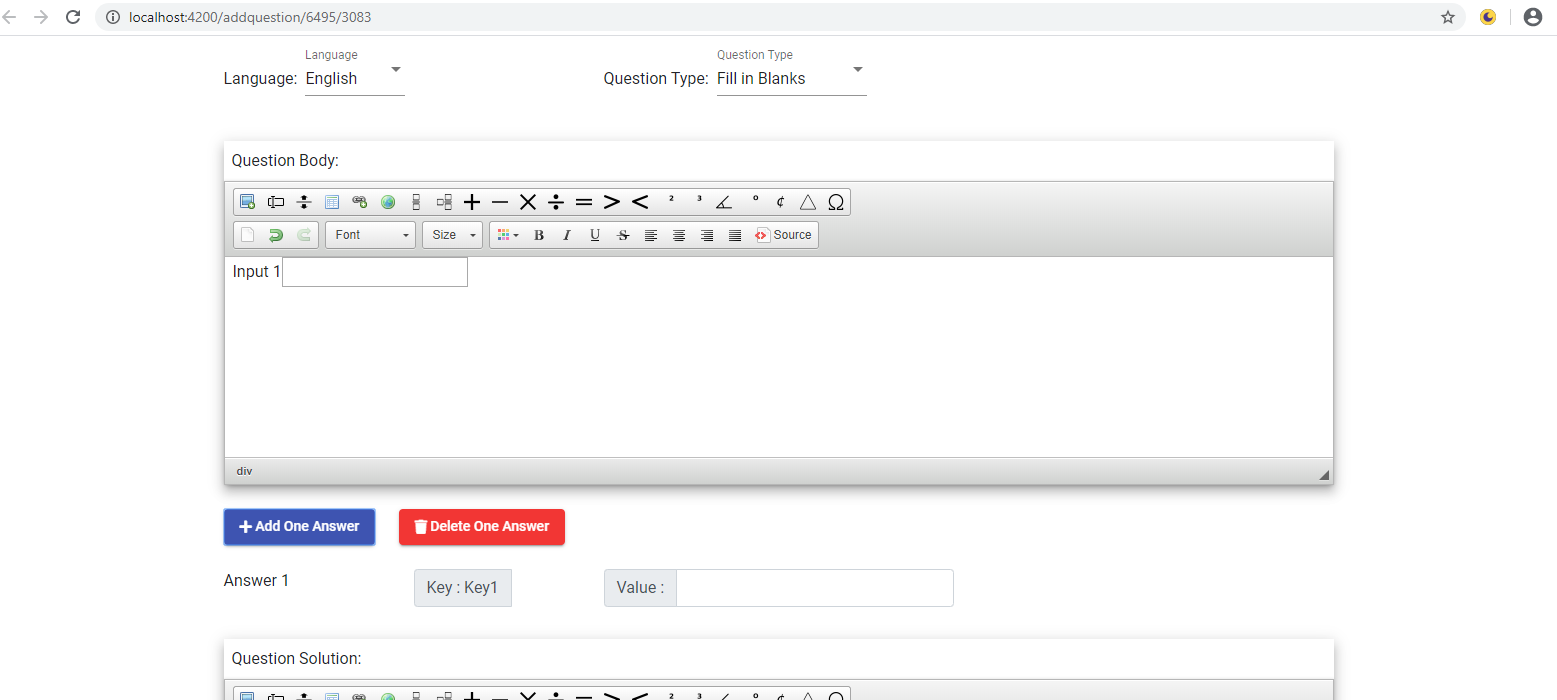 localhost:4200/addquestion/6495/3083
Language Question Type
Language: English Question Type: Fill in Blanks
Question Body:
+ — × ÷ = > < ² ³ ∠ ° ¢ △ Ω
Font Size B I U S Source
Input 1
div
+ Add One Answer Delete One Answer
Answer 1 Key : Key1 Value :
Question Solution: